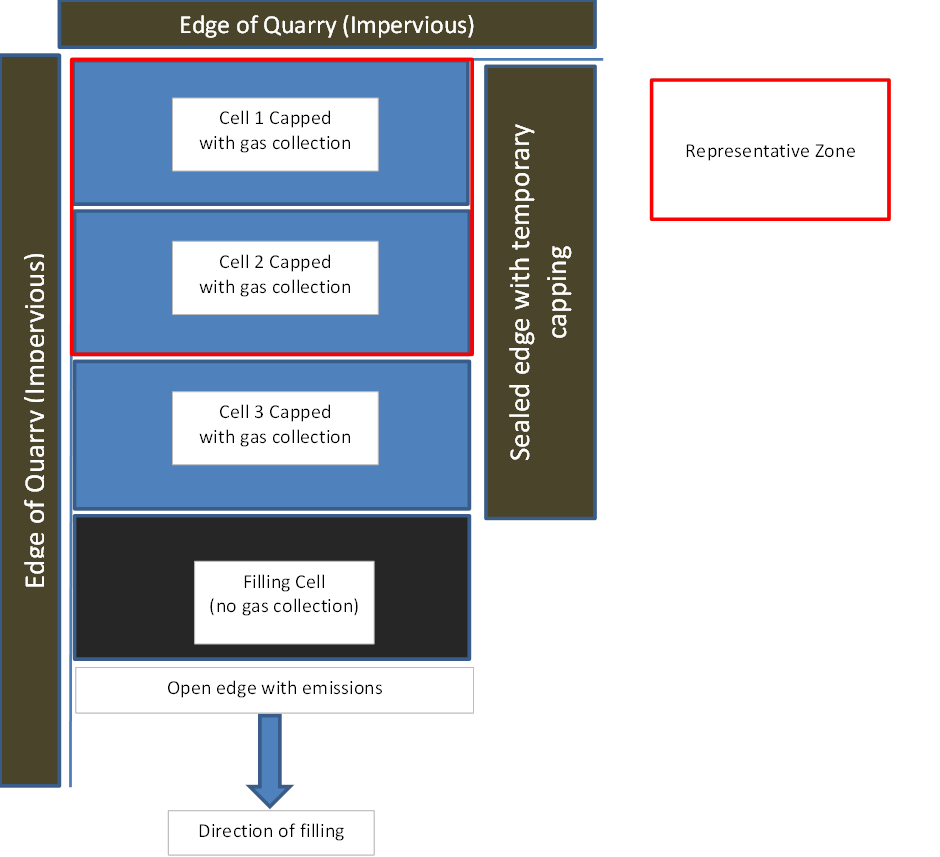 Edge of Quarry (Impervious)
Cell 1 Capped
with gas collection
Representative Zone
Cell 2 Capped
with gas collection
Sealed edge with temporary
capping
Edge of Quarry (Impervious)
Cell 3 Capped
with gas collection
Filling Cell
(no gas collection)
Open edge with emissions
Direction of filling